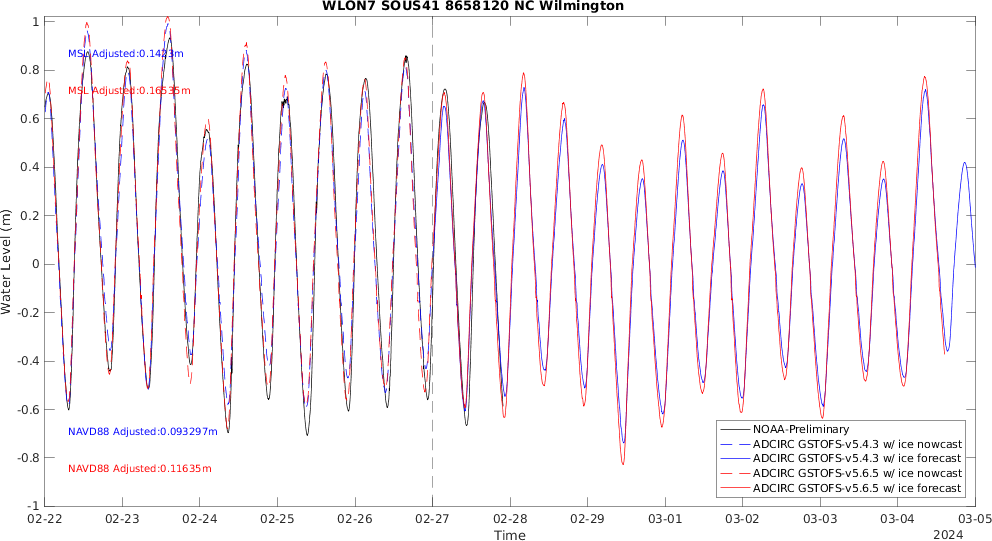 WLON7 SOUS41 8658120 NC Wilmington
1
0.8
0.6
0.4
0.2
0
-0.2
-0.4
-0.6
-0.8
-1
Water Level (m)
MSL Adjusted:0.1423m
MSL Adjusted:0.16535m
NAVD88 Adjusted:0.093297m
NAVD88 Adjusted:0.11635m
NOAA-Preliminary
ADCIRC GSTOFS-v5.4.3 w/ ice nowcast
ADCIRC GSTOFS-v5.4.3 w/ ice forecast
ADCIRC GSTOFS-v5.6.5 w/ ice nowcast
ADCIRC GSTOFS-v5.6.5 w/ ice forecast
02-22 02-23 02-24 02-25 02-26 02-27 02-28 02-29 03-01 03-02 03-03 03-04 03-05
Time
2024